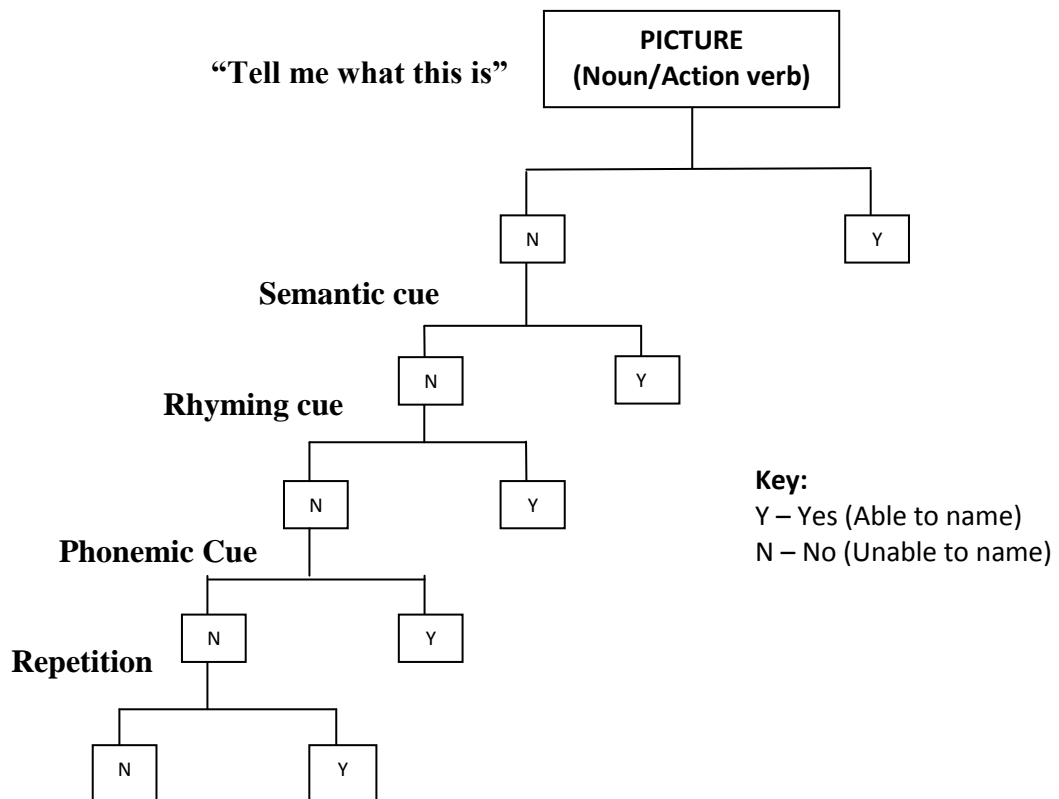 PICTURE
(Noun/Action verb)
“Tell me what this is”
N
Y
Semantic cue
N
Y
Rhyming cue
N
Y
Key:
Y – Yes (Able to name)
N – No (Unable to name)
Phonemic Cue
N
Y
Repetition
N
Y